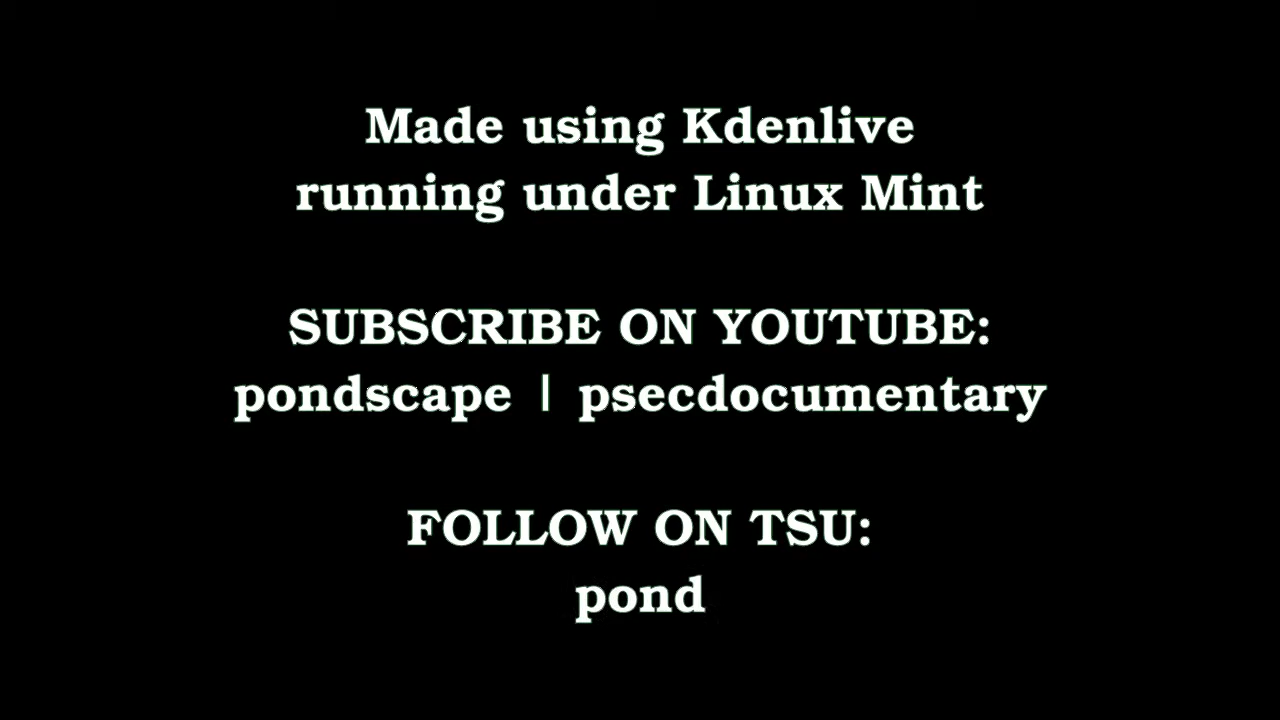 Made using Kdenlive
running under Linux Mint
SUBSCRIBE ON YOUTUBE:
pondscape | psecdocumentary
FOLLOW ON TSU:
pond